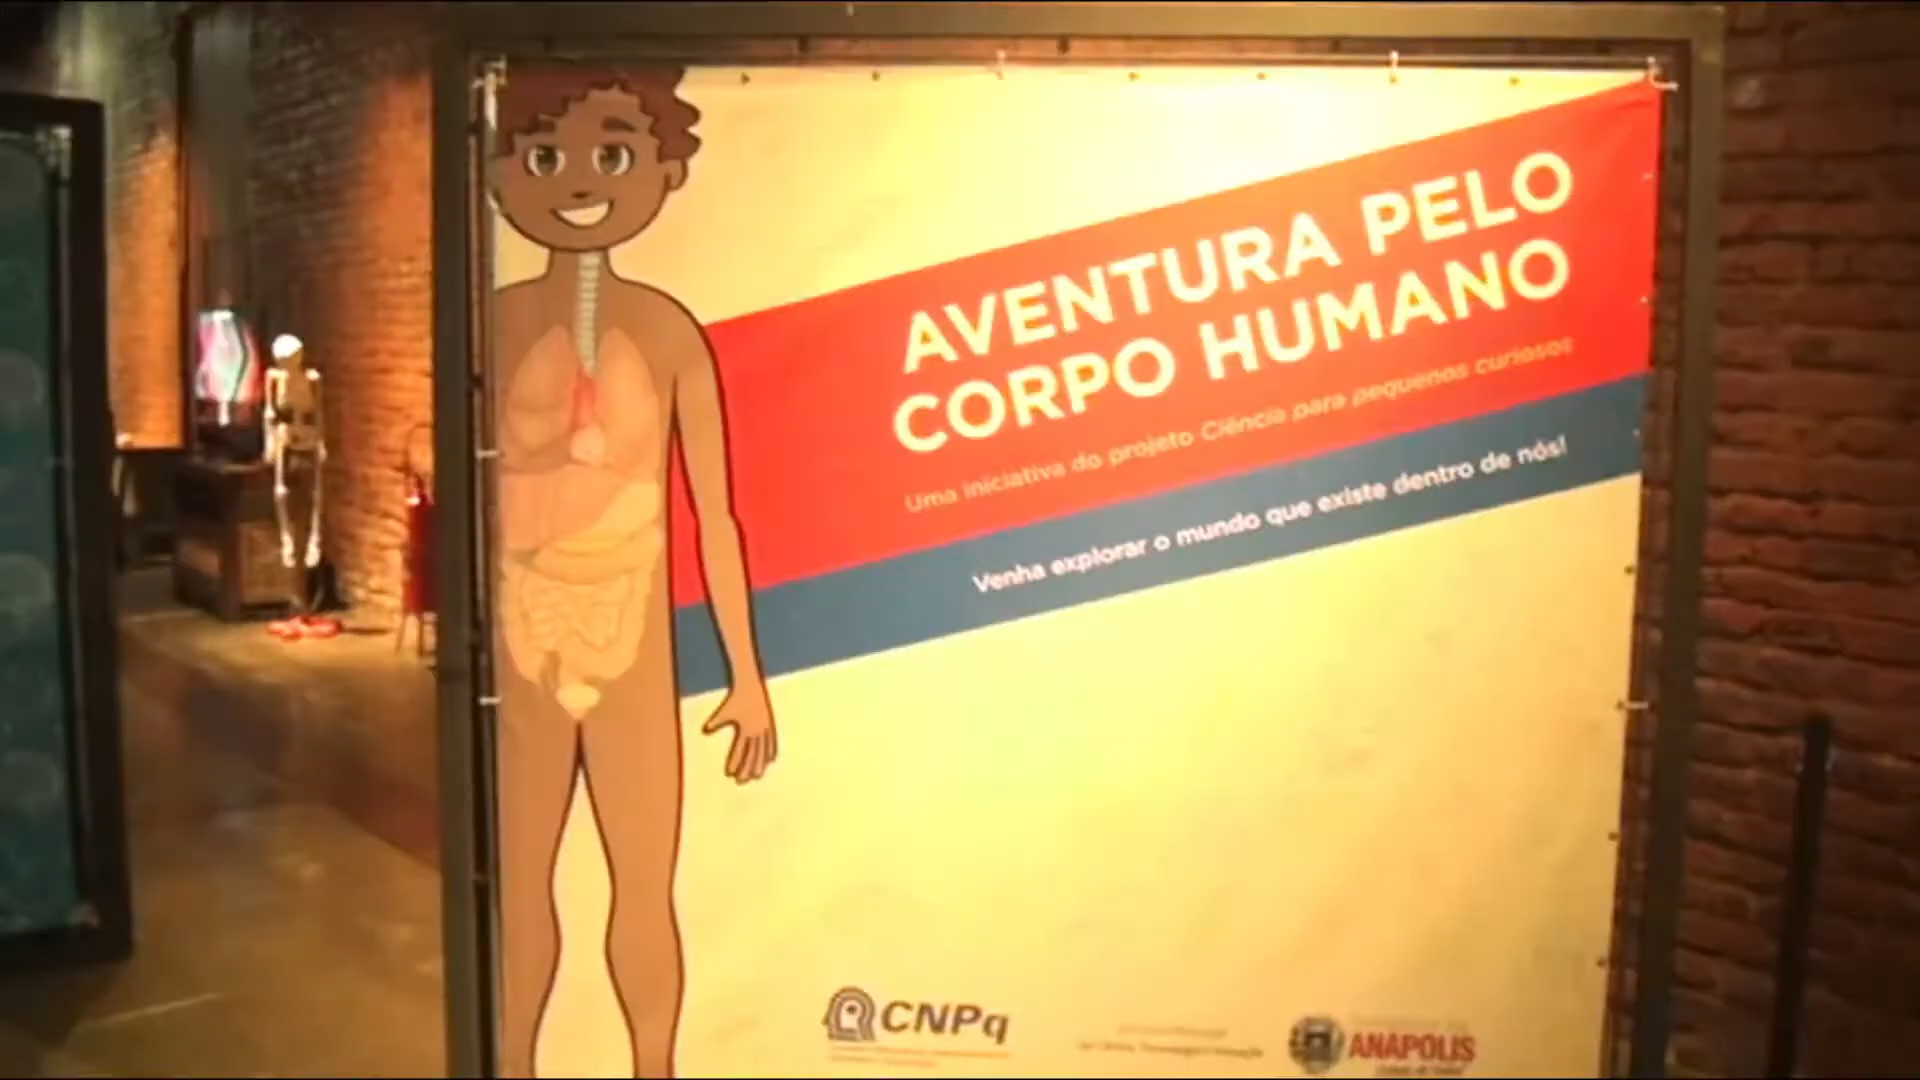 AVENTURA PELO
CORPO HUMANO
Uma iniciativa do projeto Ciência para pequenos curiosos
Venha explorar o mundo que existe dentro de nós!
CNPq
ANÁPOLIS